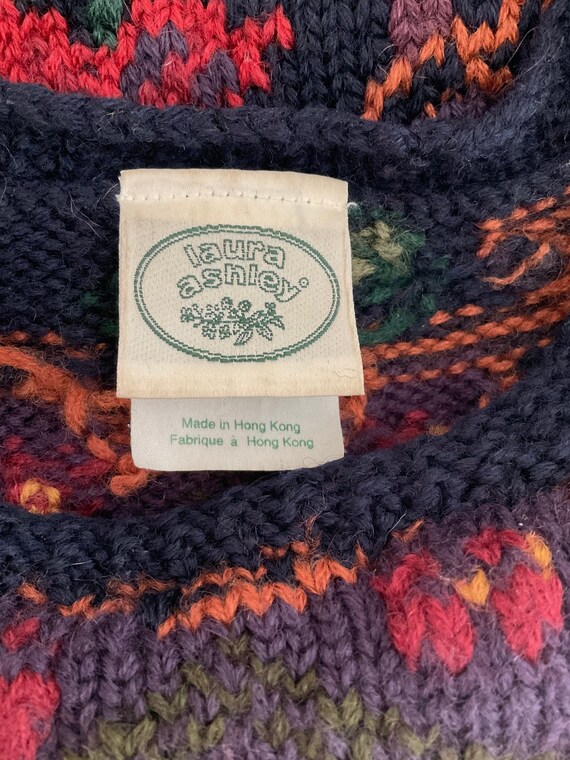 laura
ashley®
Made in Hong Kong
Fabrique à Hong Kong